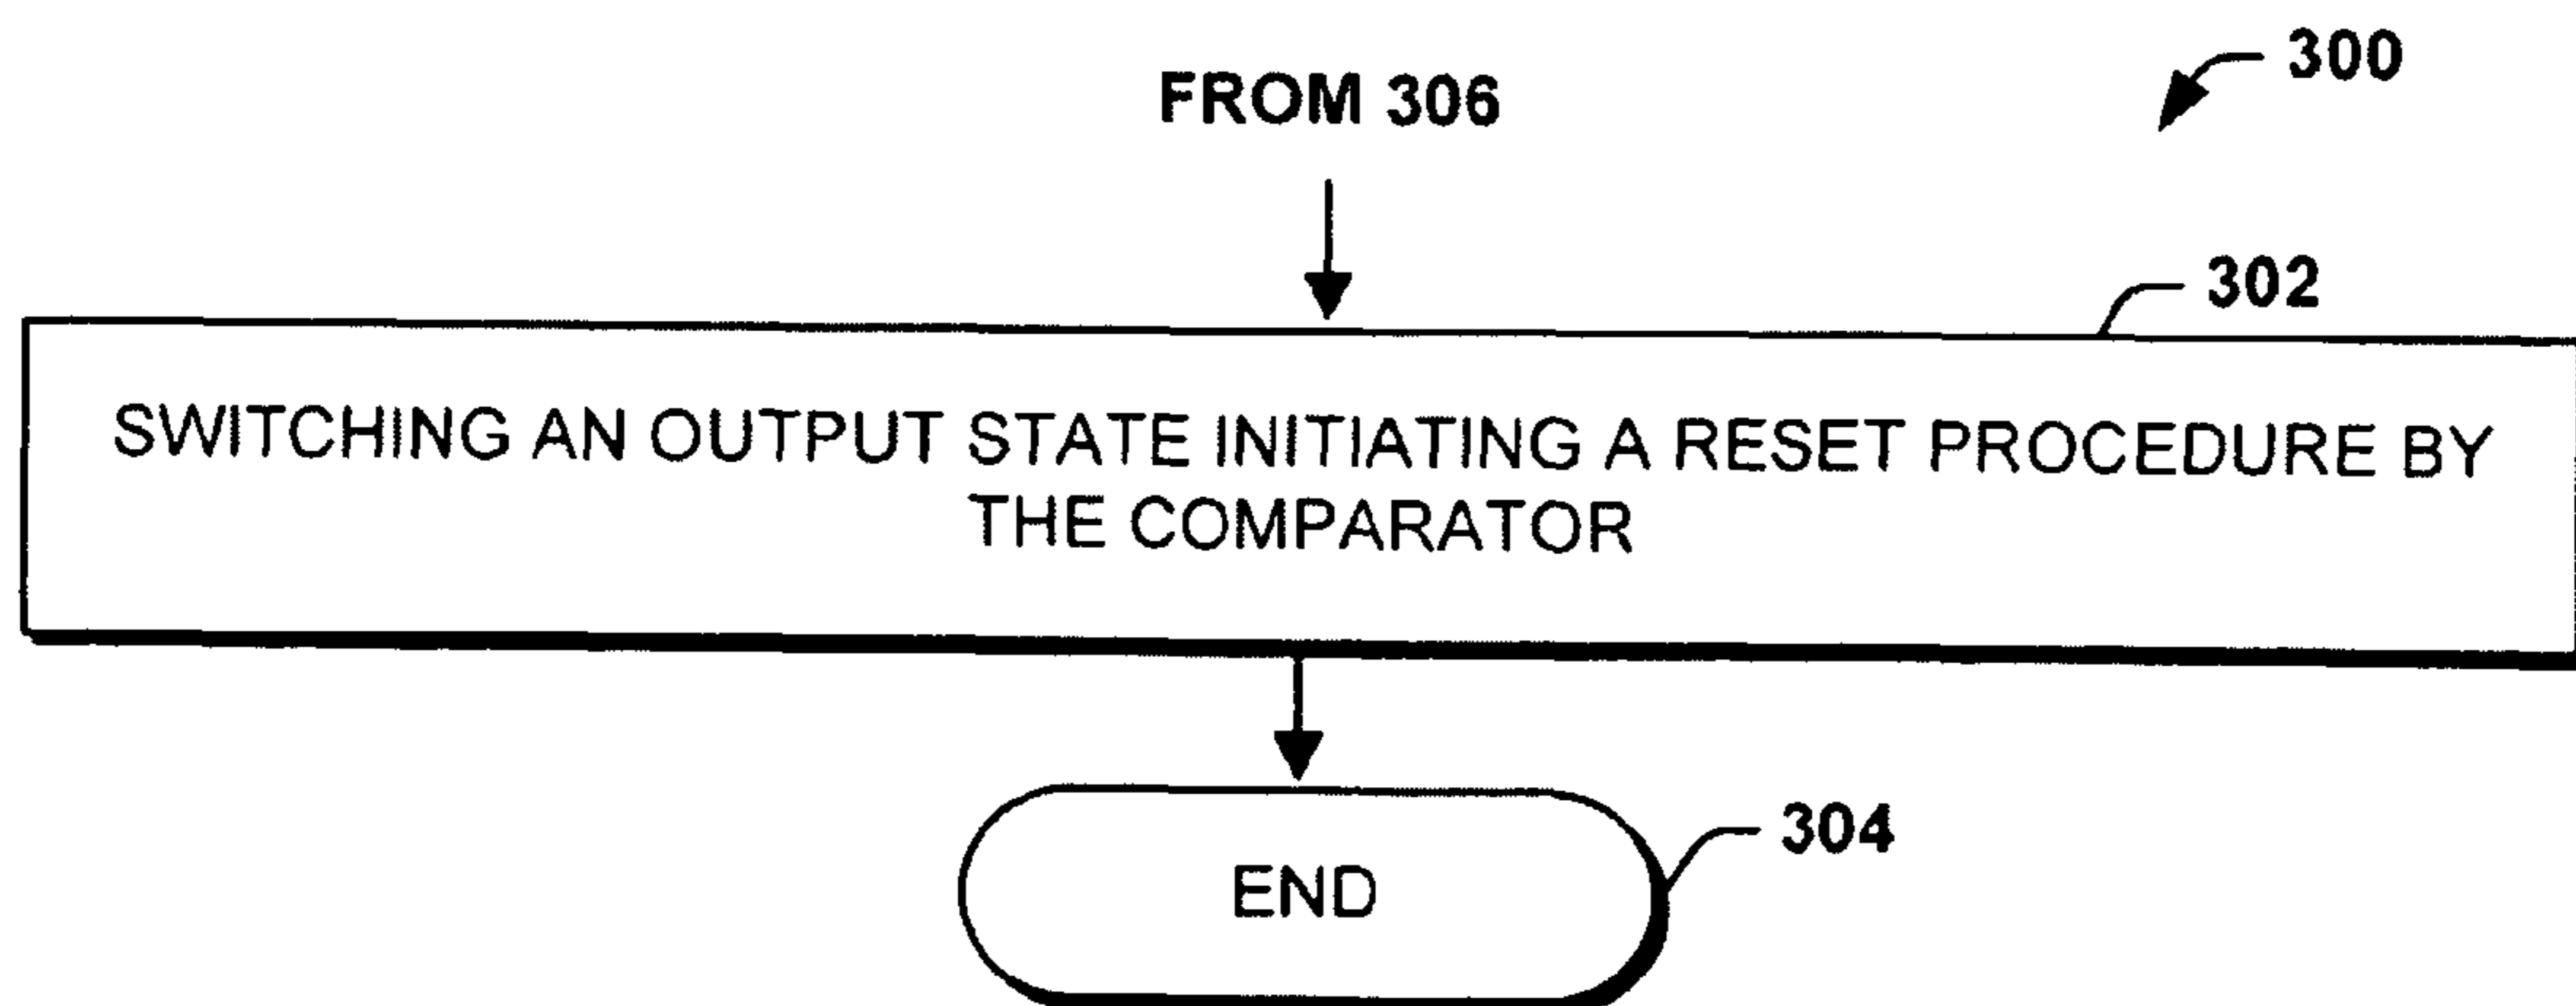 300
FROM 306
302
SWITCHING AN OUTPUT STATE INITIATING A RESET PROCEDURE BY
THE COMPARATOR
304
END